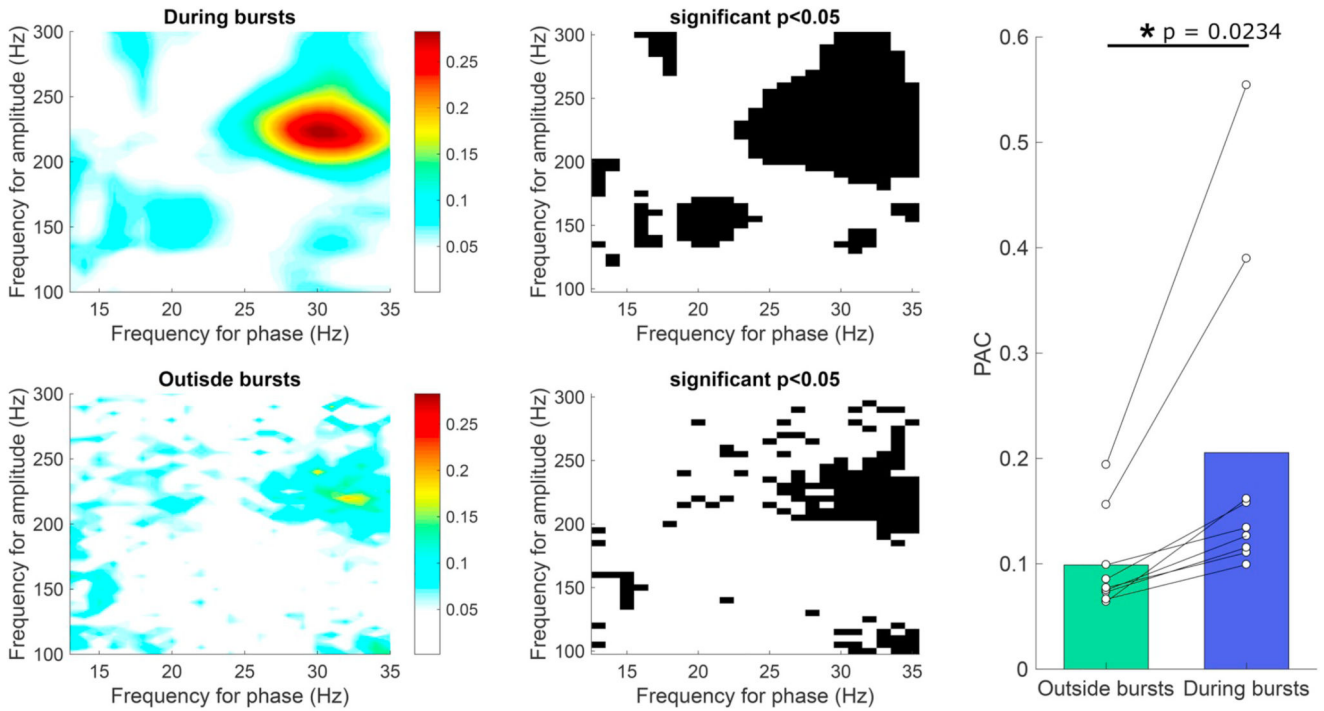 During bursts
Frequency for amplitude (Hz)
300
250
200
150
100
15 20 25 30 35
Frequency for phase (Hz)
0.25
0.2
0.15
0.1
0.05
significant p<0.05
Frequency for amplitude (Hz)
300
250
200
150
100
15 20 25 30 35
Frequency for phase (Hz)
Outisde bursts
Frequency for amplitude (Hz)
300
250
200
150
100
15 20 25 30 35
Frequency for phase (Hz)
0.25
0.2
0.15
0.1
0.05
significant p<0.05
Frequency for amplitude (Hz)
300
250
200
150
100
15 20 25 30 35
Frequency for phase (Hz)
* p = 0.0234
PAC
0.6
0.5
0.4
0.3
0.2
0.1
0
Outside bursts During bursts